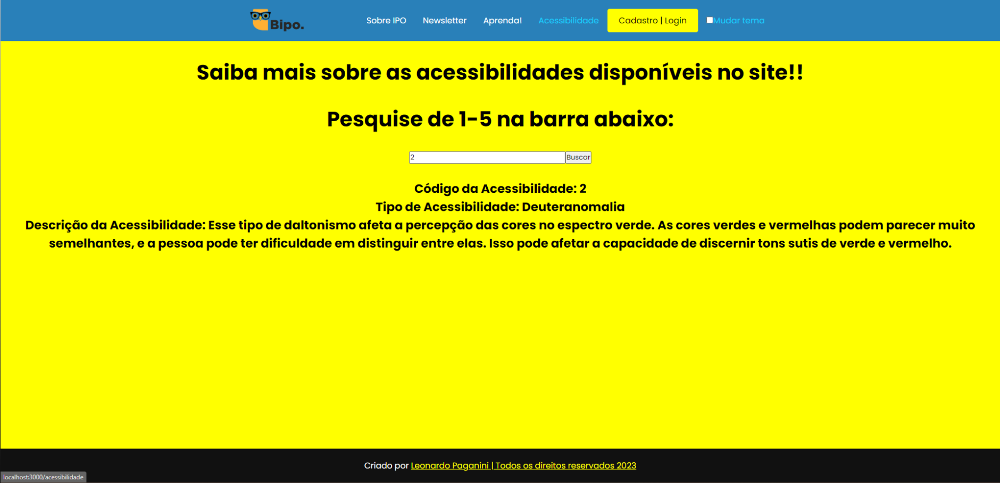 Bipo.
Sobre IPO
Newsletter
Aprenda!
Acessibilidade
Cadastro | Login
Mudar tema
Saiba mais sobre as acessibilidades disponíveis no site!!
Pesquise de 1-5 na barra abaixo:
2
Buscar
Código da Acessibilidade: 2
Tipo de Acessibilidade: Deuteranomalia
Descrição da Acessibilidade: Esse tipo de daltonismo afeta a percepção das cores no espectro verde. As cores verdes e vermelhas podem parecer muito
semelhantes, e a pessoa pode ter dificuldade em distinguir entre elas. Isso pode afetar a capacidade de discernir tons sutis de verde e vermelho.
Criado por Leonardo Paganini | Todos os direitos reservados 2023
localhost:3000/acessibilidade